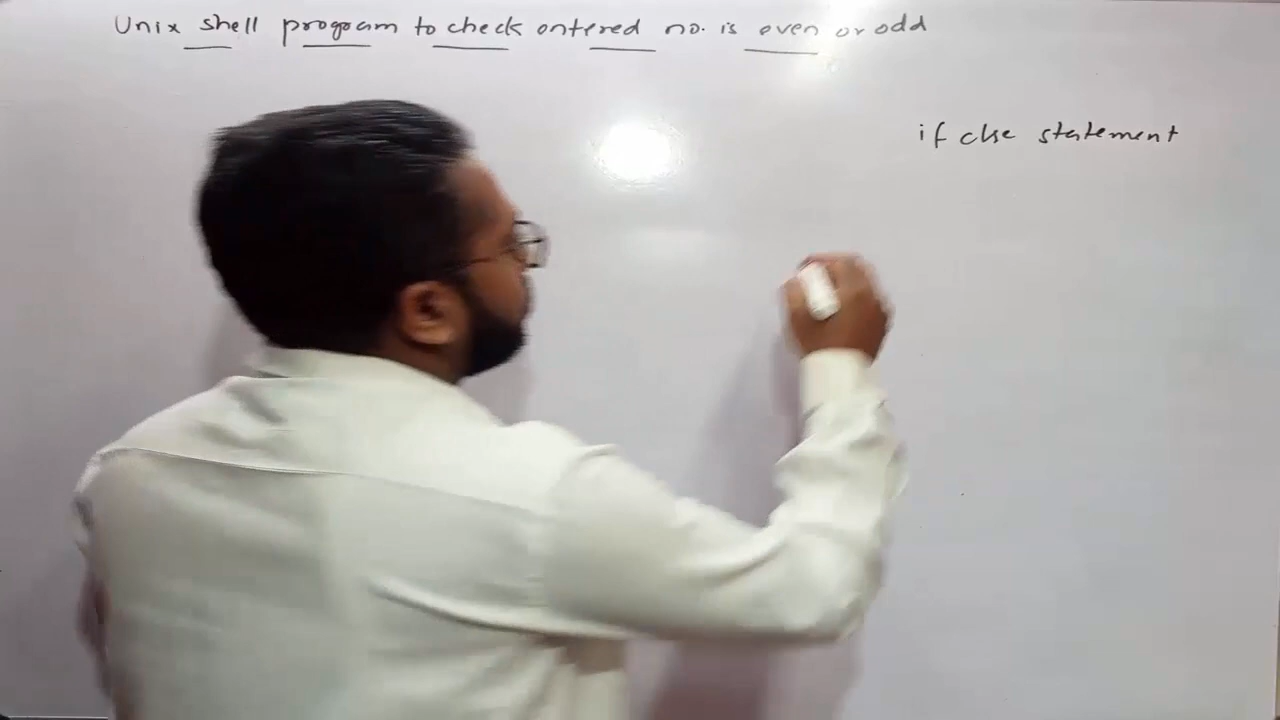 Unix shell program to check entered no. is even or odd
if else statement